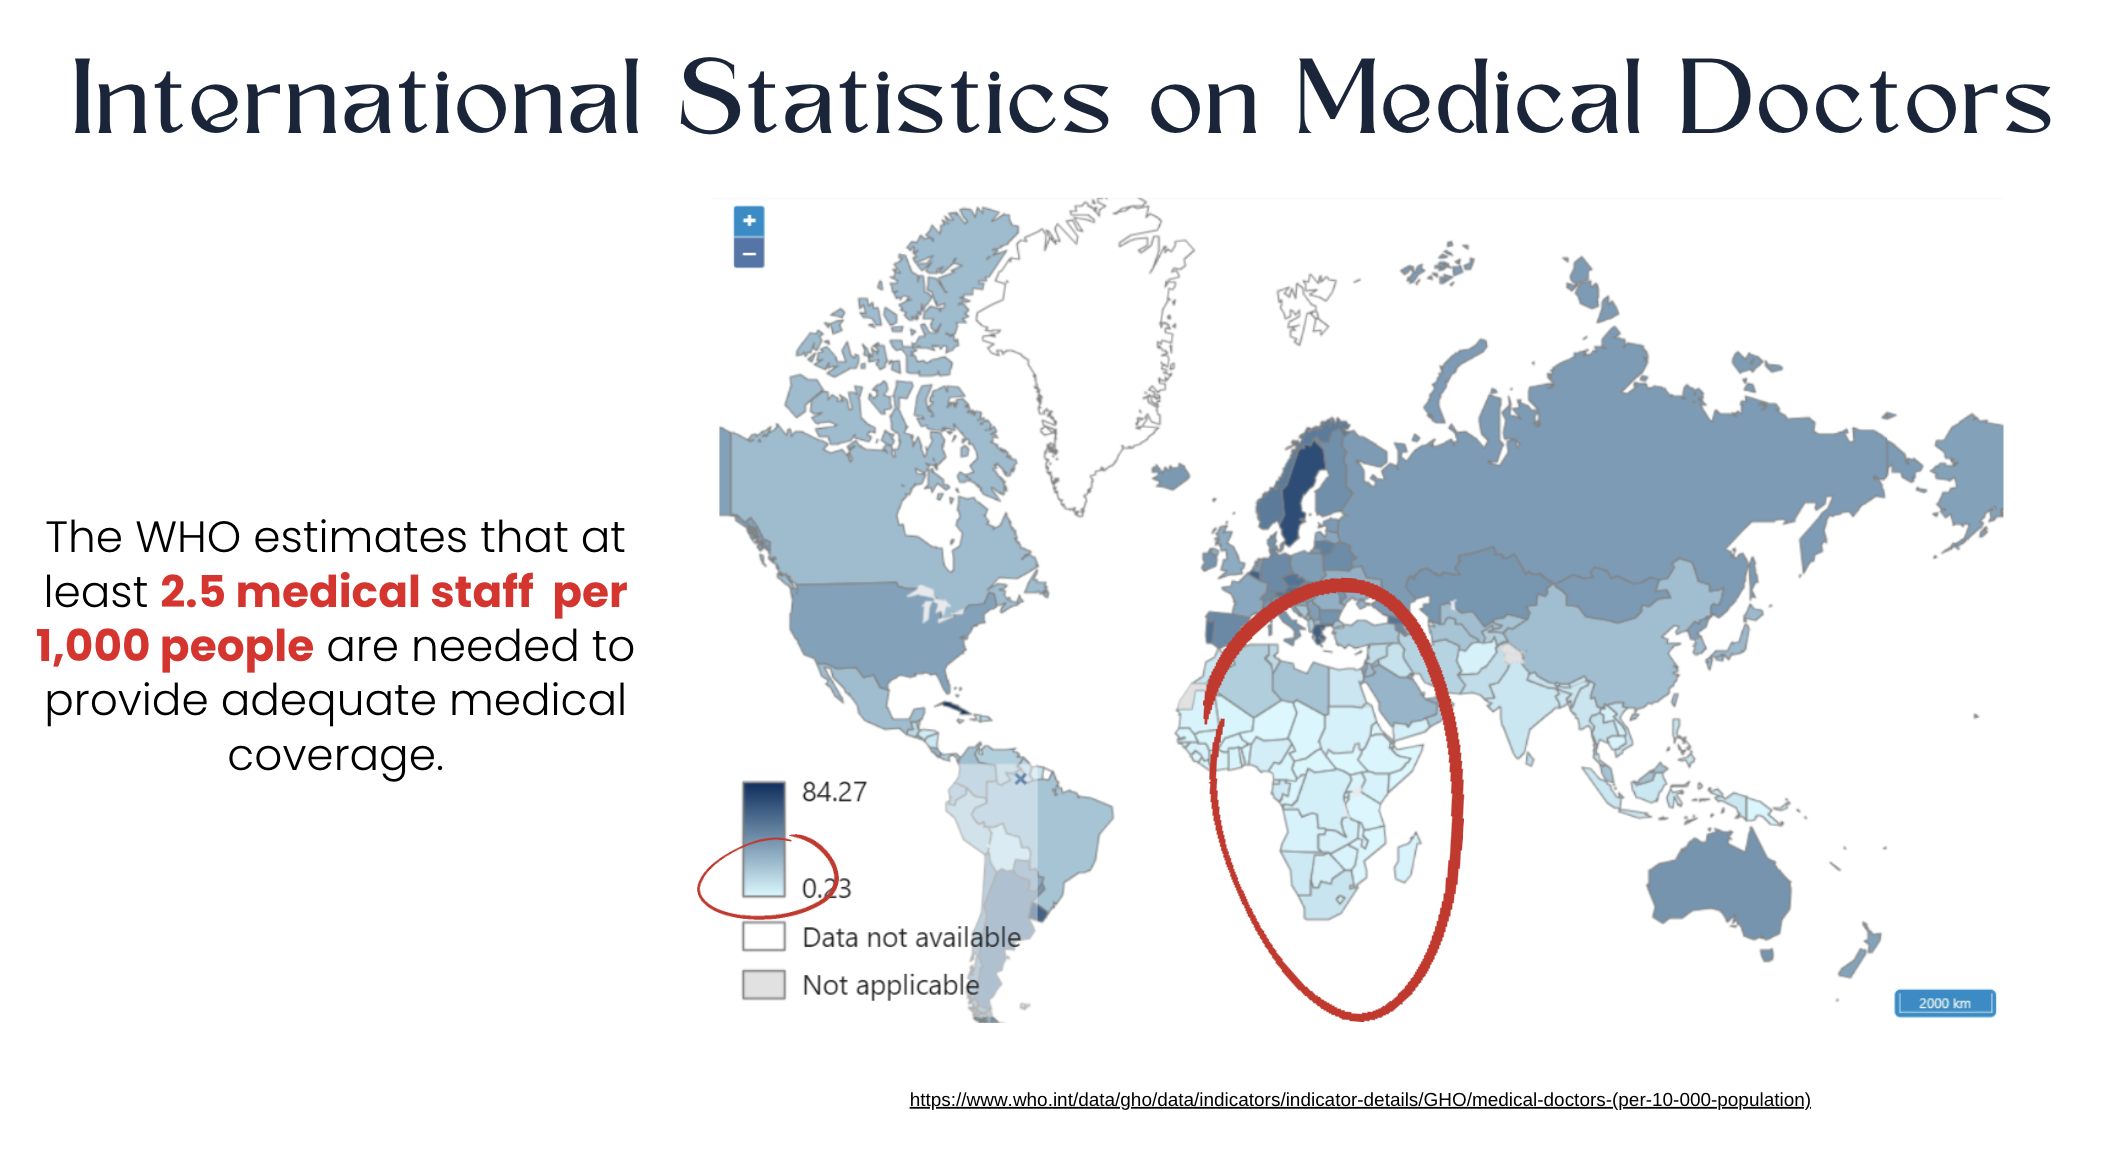 International Statistics on Medical Doctors
+
−
The WHO estimates that at
least 2.5 medical staff per
1,000 people are needed to
provide adequate medical
coverage.
84.27
0.23
Data not available
Not applicable
2000 km
https://www.who.int/data/gho/data/indicators/indicator-details/GHO/medical-doctors-(per-10-000-population)